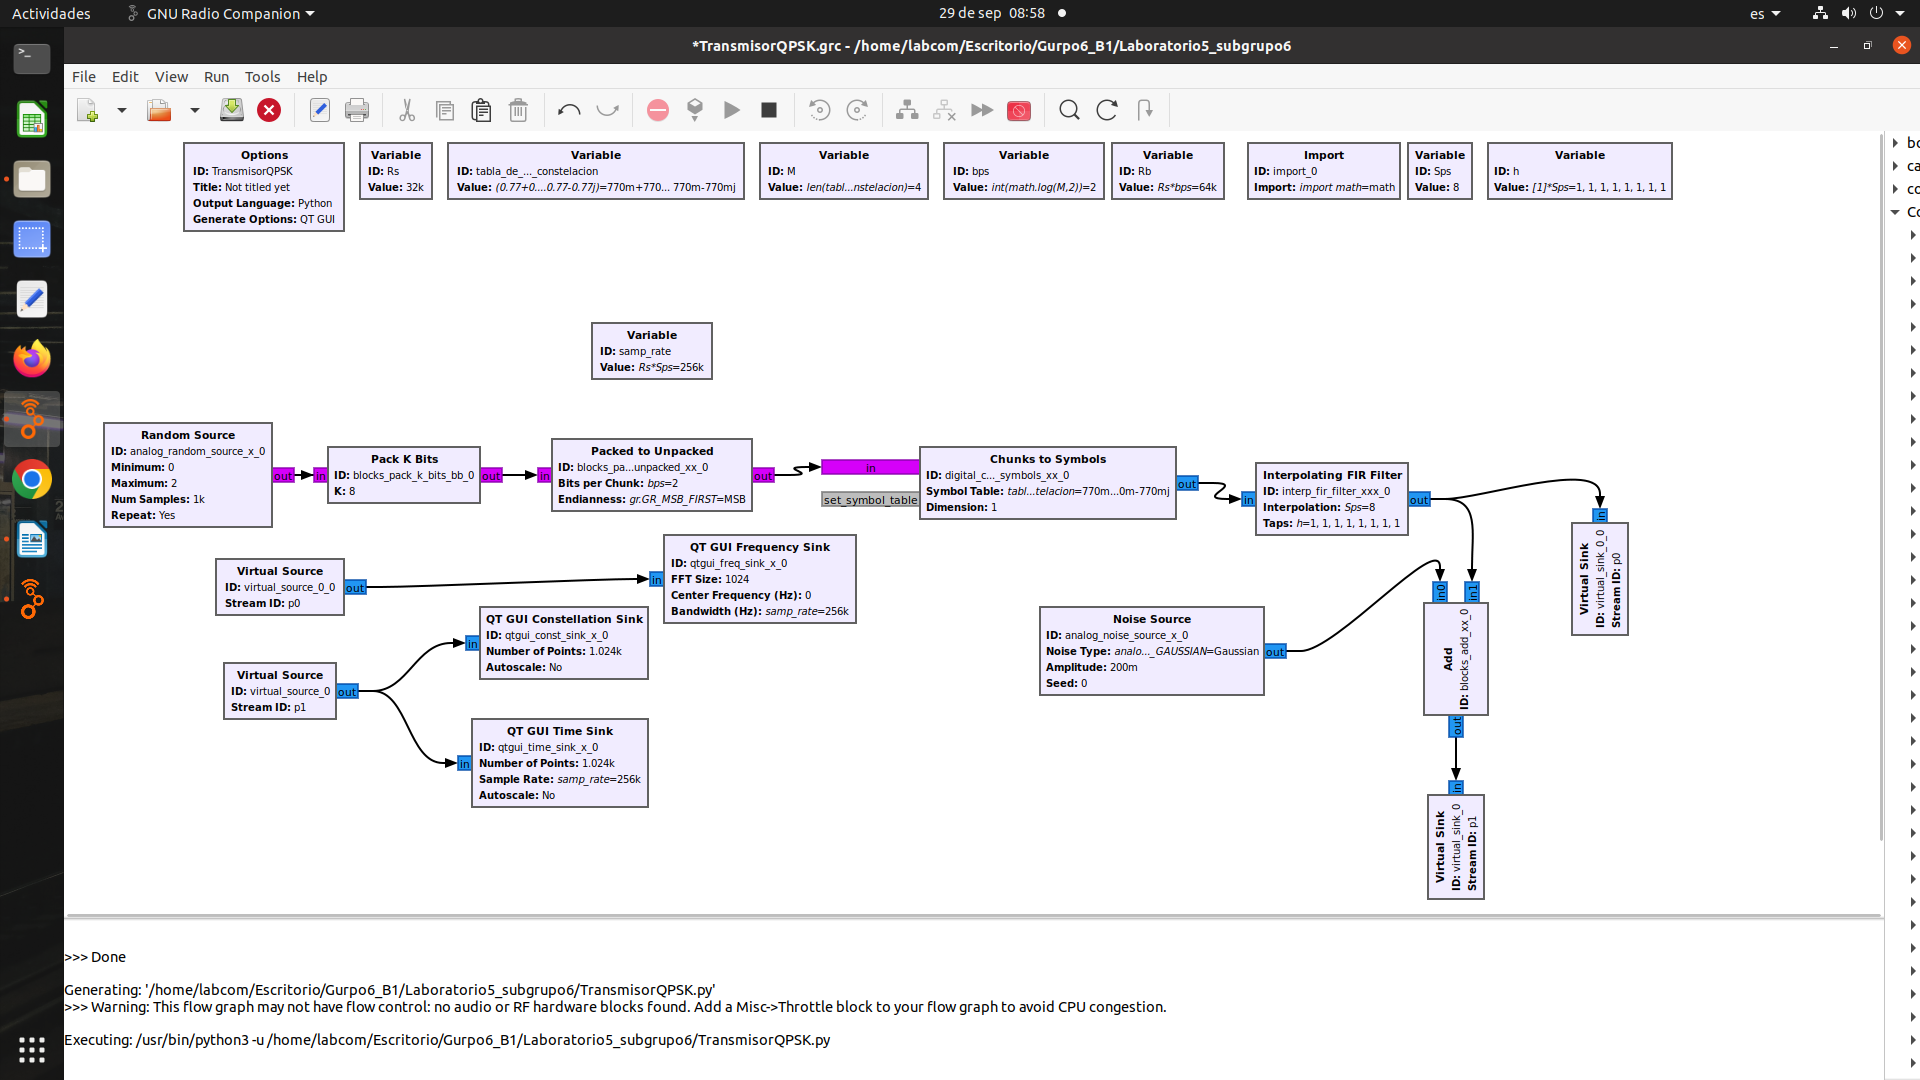 Actividades
GNU Radio Companion
29 de sep 08:58
es
*TransmisorQPSK.grc - /home/labcom/Escritorio/Gurpo6_B1/Laboratorio5_subgrupo6
File Edit View Run Tools Help
Options
ID: TransmisorQPSK
Title: Not titled yet
Output Language: Python
Generate Options: QT GUI
Variable
ID: Rs
Value: 32k
Variable
ID: tabla_de_..._constelacion
Value: (0.77+0....0.77-0.77j)=770m+770... 770m-770mj
Variable
ID: M
Value: len(tabl...nstelacion)=4
Variable
ID: bps
Value: int(math.log(M,2))=2
Variable
ID: Rb
Value: Rs*bps=64k
Import
ID: import_0
Import: import math=math
Variable
ID: Sps
Value: 8
Variable
ID: h
Value: [1]*Sps=1, 1, 1, 1, 1, 1, 1, 1
Variable
ID: samp_rate
Value: Rs*Sps=256k
Random Source
ID: analog_random_source_x_0
Minimum: 0
Maximum: 2
Num Samples: 1k
Repeat: Yes
out
in
Pack K Bits
ID: blocks_pack_k_bits_bb_0
K: 8
out
in
Packed to Unpacked
ID: blocks_pa...unpacked_xx_0
Bits per Chunk: bps=2
Endianness: gr.GR_MSB_FIRST=MSB
out
in
set_symbol_table
Chunks to Symbols
ID: digital_c..._symbols_xx_0
Symbol Table: tabl...telacion=770m...0m-770mj
Dimension: 1
out
in
Interpolating FIR Filter
ID: interp_fir_filter_xxx_0
Interpolation: Sps=8
Taps: h=1, 1, 1, 1, 1, 1, 1, 1
out
in
Virtual Sink
ID: virtual_sink_0_0
Stream ID: p0
Virtual Source
ID: virtual_source_0_0
Stream ID: p0
out
in
QT GUI Frequency Sink
ID: qtgui_freq_sink_x_0
FFT Size: 1024
Center Frequency (Hz): 0
Bandwidth (Hz): samp_rate=256k
Virtual Source
ID: virtual_source_0
Stream ID: p1
out
in
QT GUI Constellation Sink
ID: qtgui_const_sink_x_0
Number of Points: 1.024k
Autoscale: No
in
QT GUI Time Sink
ID: qtgui_time_sink_x_0
Number of Points: 1.024k
Sample Rate: samp_rate=256k
Autoscale: No
Noise Source
ID: analog_noise_source_x_0
Noise Type: analo..._GAUSSIAN=Gaussian
Amplitude: 200m
Seed: 0
out
in0
in1
Add
ID: blocks_add_xx_0
out
in
Virtual Sink
ID: virtual_sink_0
Stream ID: p1
>>> Done
Generating: '/home/labcom/Escritorio/Gurpo6_B1/Laboratorio5_subgrupo6/TransmisorQPSK.py'
>>> Warning: This flow graph may not have flow control: no audio or RF hardware blocks found. Add a Misc->Throttle block to your flow graph to avoid CPU congestion.
Executing: /usr/bin/python3 -u /home/labcom/Escritorio/Gurpo6_B1/Laboratorio5_subgrupo6/TransmisorQPSK.py